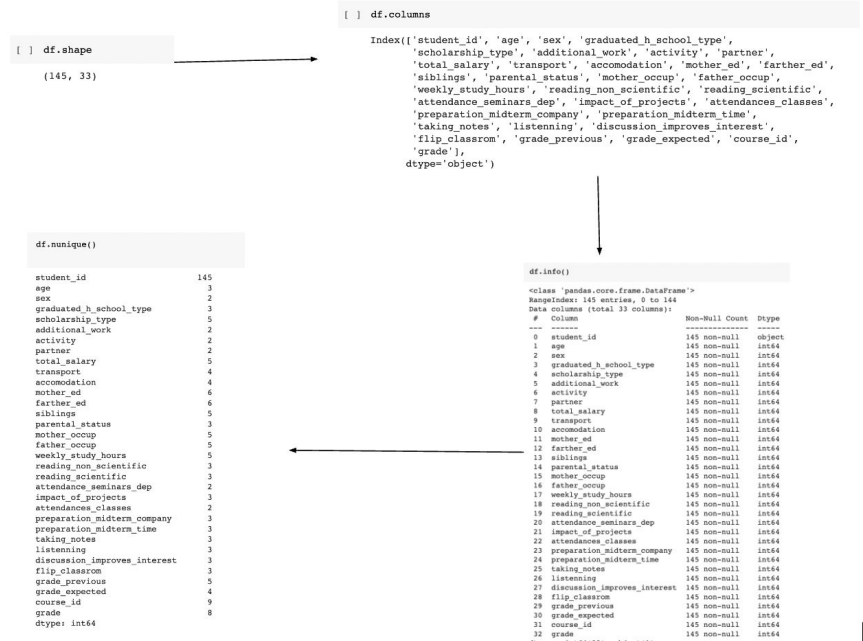 [ ] df.shape
(145, 33)
[ ] df.columns
Index(['student_id', 'age', 'sex', 'graduated_h_school_type',
'scholarship_type', 'additional_work', 'activity', 'partner',
'total_salary', 'transport', 'accomodation', 'mother_ed', 'farther_ed',
'siblings', 'parental_status', 'mother_occup', 'father_occup',
'weekly_study_hours', 'reading_non_scientific', 'reading_scientific',
'attendance_seminars_dep', 'impact_of_projects', 'attendances_classes',
'preparation_midterm_company', 'preparation_midterm_time',
'taking_notes', 'listenning', 'discussion_improves_interest',
'flip_classrom', 'grade_previous', 'grade_expected', 'course_id',
'grade'],
dtype='object')
df.info()
<class 'pandas.core.frame.DataFrame'>
RangeIndex: 145 entries, 0 to 144
Data columns (total 33 columns):
# Column Non-Null Count Dtype
--- ------ -------------- -----
0 student_id 145 non-null object
1 age 145 non-null int64
2 sex 145 non-null int64
3 graduated_h_school_type 145 non-null int64
4 scholarship_type 145 non-null int64
5 additional_work 145 non-null int64
6 activity 145 non-null int64
7 partner 145 non-null int64
8 total_salary 145 non-null int64
9 transport 145 non-null int64
10 accomodation 145 non-null int64
11 mother_ed 145 non-null int64
12 farther_ed 145 non-null int64
13 siblings 145 non-null int64
14 parental_status 145 non-null int64
15 mother_occup 145 non-null int64
16 father_occup 145 non-null int64
17 weekly_study_hours 145 non-null int64
18 reading_non_scientific 145 non-null int64
19 reading_scientific 145 non-null int64
20 attendance_seminars_dep 145 non-null int64
21 impact_of_projects 145 non-null int64
22 attendances_classes 145 non-null int64
23 preparation_midterm_company 145 non-null int64
24 preparation_midterm_time 145 non-null int64
25 taking_notes 145 non-null int64
26 listenning 145 non-null int64
27 discussion_improves_interest 145 non-null int64
28 flip_classrom 145 non-null int64
29 grade_previous 145 non-null int64
30 grade_expected 145 non-null int64
31 course_id 145 non-null int64
32 grade 145 non-null int64
df.nunique()
student_id 145
age 3
sex 2
graduated_h_school_type 3
scholarship_type 5
additional_work 2
activity 2
partner 2
total_salary 5
transport 4
accomodation 4
mother_ed 6
farther_ed 6
siblings 5
parental_status 3
mother_occup 5
father_occup 5
weekly_study_hours 5
reading_non_scientific 3
reading_scientific 3
attendance_seminars_dep 2
impact_of_projects 3
attendances_classes 2
preparation_midterm_company 3
preparation_midterm_time 3
taking_notes 3
listenning 3
discussion_improves_interest 3
flip_classrom 3
grade_previous 5
grade_expected 4
course_id 9
grade 8
dtype: int64